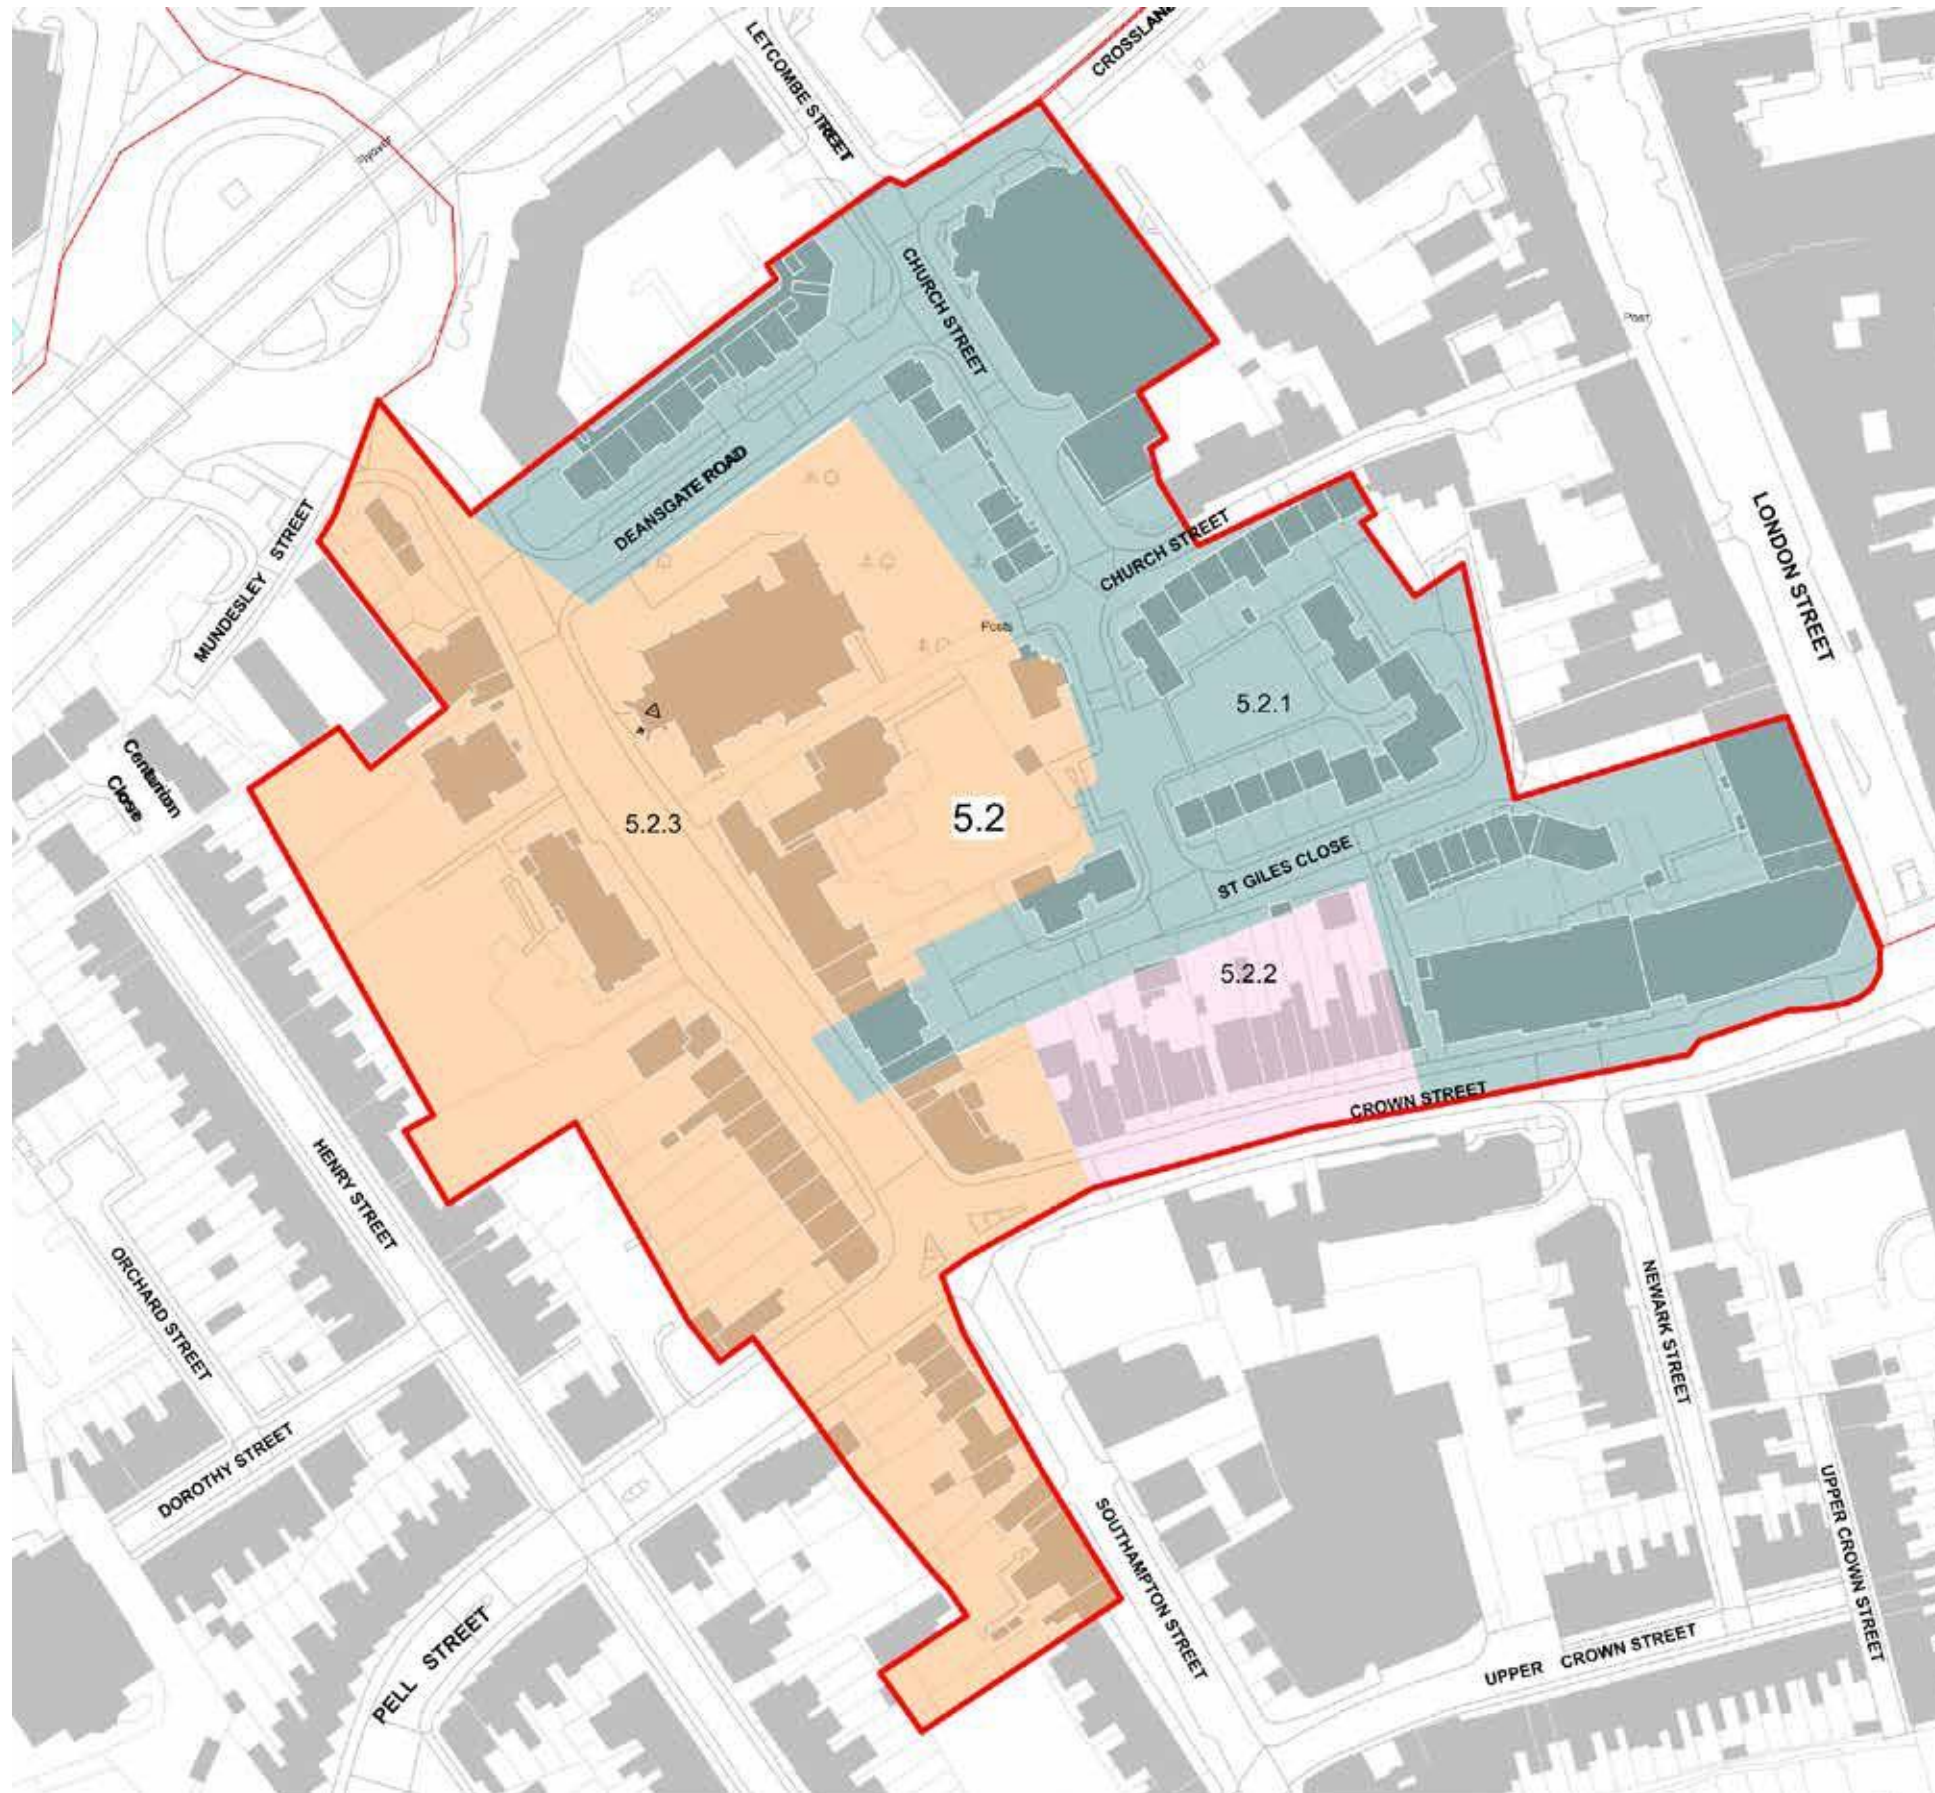 CROSSLAN
LETCOMBE STREET
CHURCH STREET
Post
DEANSGATE ROAD
MUNDESLEY STREET
CHURCH STREET
LONDON STREET
Posts
5.2.1
5.2.3
5.2
Close
ST GILES CLOSE
5.2.2
CROWN STREET
HENRY STREET
ORCHARD STREET
NEWARK STREET
DOROTHY STREET
UPPER CROWN STREET
SOUTHAMPTON STREET
PELL STREET
UPPER CROWN STREET